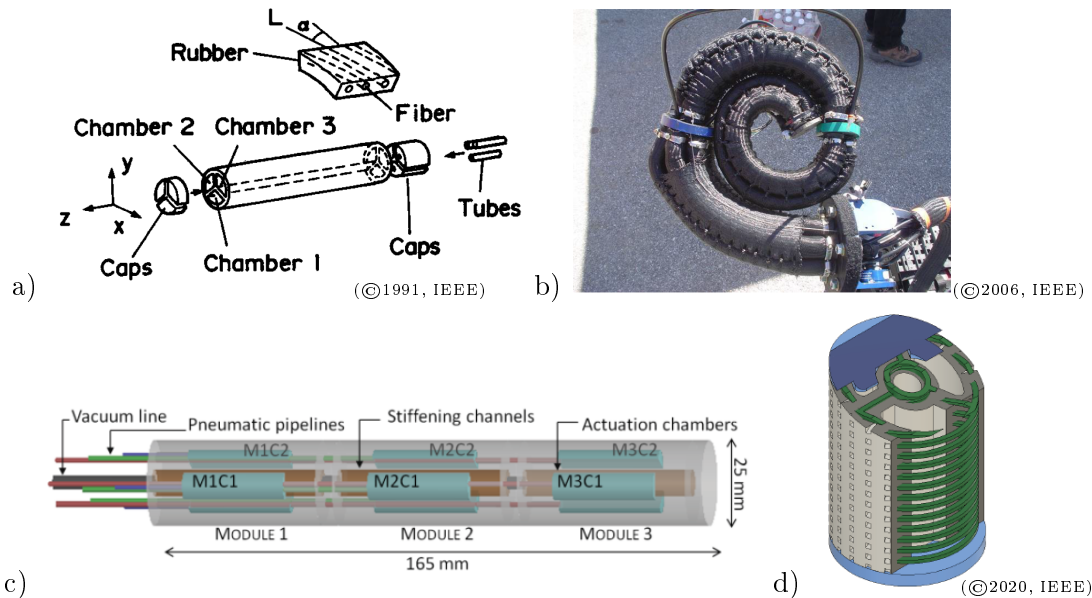 L
α
Rubber
Fiber
Chamber 2
Chamber 3
y
z
x
Caps
Chamber 1
Caps
Tubes
a)
(©1991, IEEE)
b)
(©2006, IEEE)
Vacuum line
Pneumatic pipelines
Stiffening channels
Actuation chambers
M1C2
M2C2
M3C2
M1C1
M2C1
M3C1
25 mm
MODULE 1
MODULE 2
MODULE 3
165 mm
c)
d)
(©2020, IEEE)